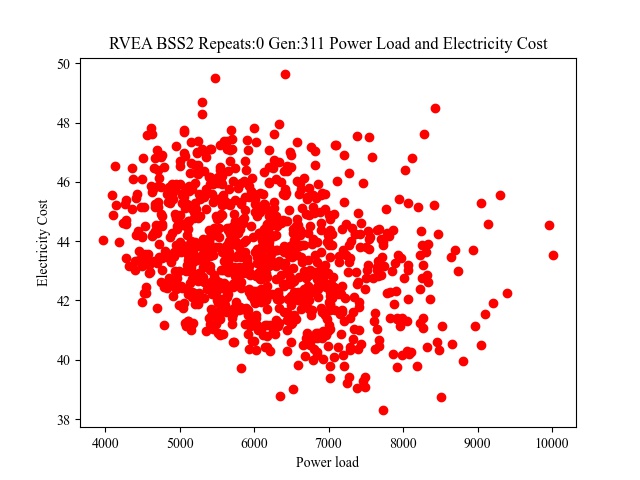 RVEA BSS2 Repeats:0 Gen:311 Power Load and Electricity Cost
50
48
46
44
42
40
38
Electricity Cost
4000 5000 6000 7000 8000 9000 10000
Power load